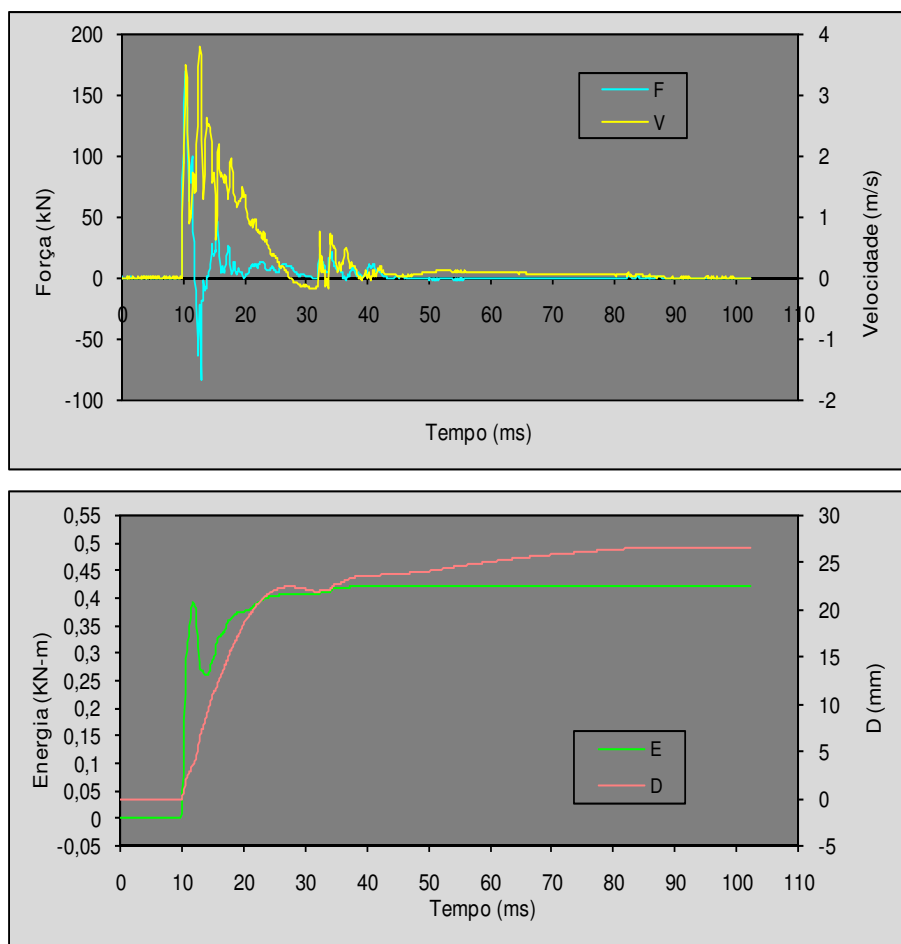 200
150
100
50
0
-50
-100
Força (kN)
4
3
2
1
0
-1
-2
Velocidade (m/s)
F
V
0 10 20 30 40 50 60 70 80 90 100 110
Tempo (ms)
0,55
0,5
0,45
0,4
0,35
0,3
0,25
0,2
0,15
0,1
0,05
0
-0,05
Energia (KN-m)
30
25
20
15
10
5
0
-5
D (mm)
E
D
0 10 20 30 40 50 60 70 80 90 100 110
Tempo (ms)